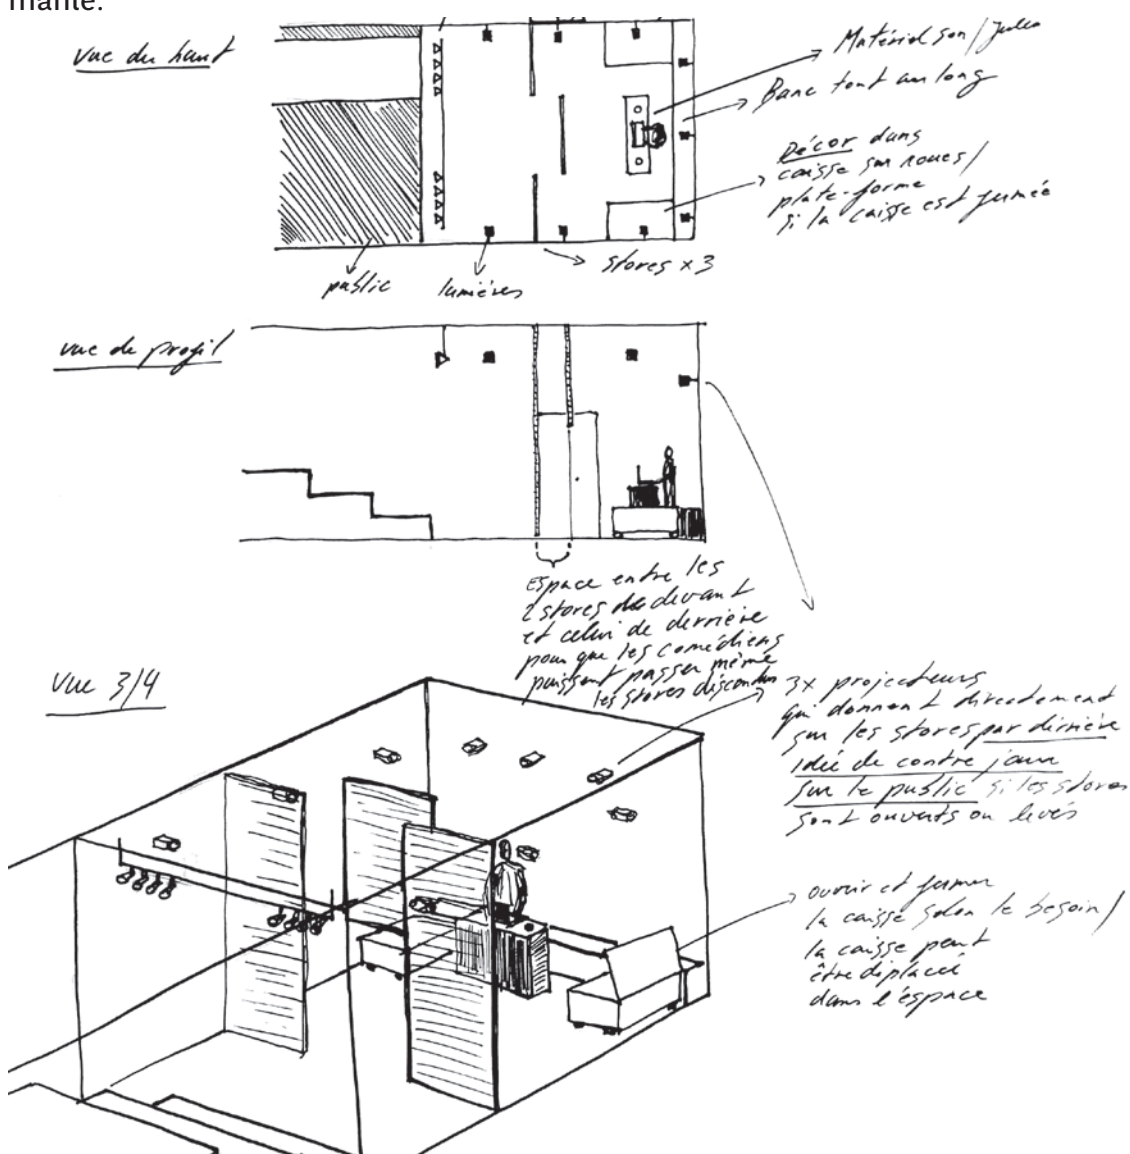 mante.
vue du haut
Matériel son / Jules
Banc tout au long
Décor dans
caisse sur roues /
plate-forme
si la caisse est fermée
stores x 3
public
lumières
vue de profil
Espace entre les
2 stores de devant
et celui de derrière
pour que les comédiens
puissent passer même
les stores descendus
vue 3/4
3x projecteurs
qui donnent directement
sur les stores par dirrière
idée de contre jour
sur le public si les stores
sont ouverts ou levés
ouvrir et fermer
la caisse selon le besoin /
la caisse peut
être déplacée
dans l'espace